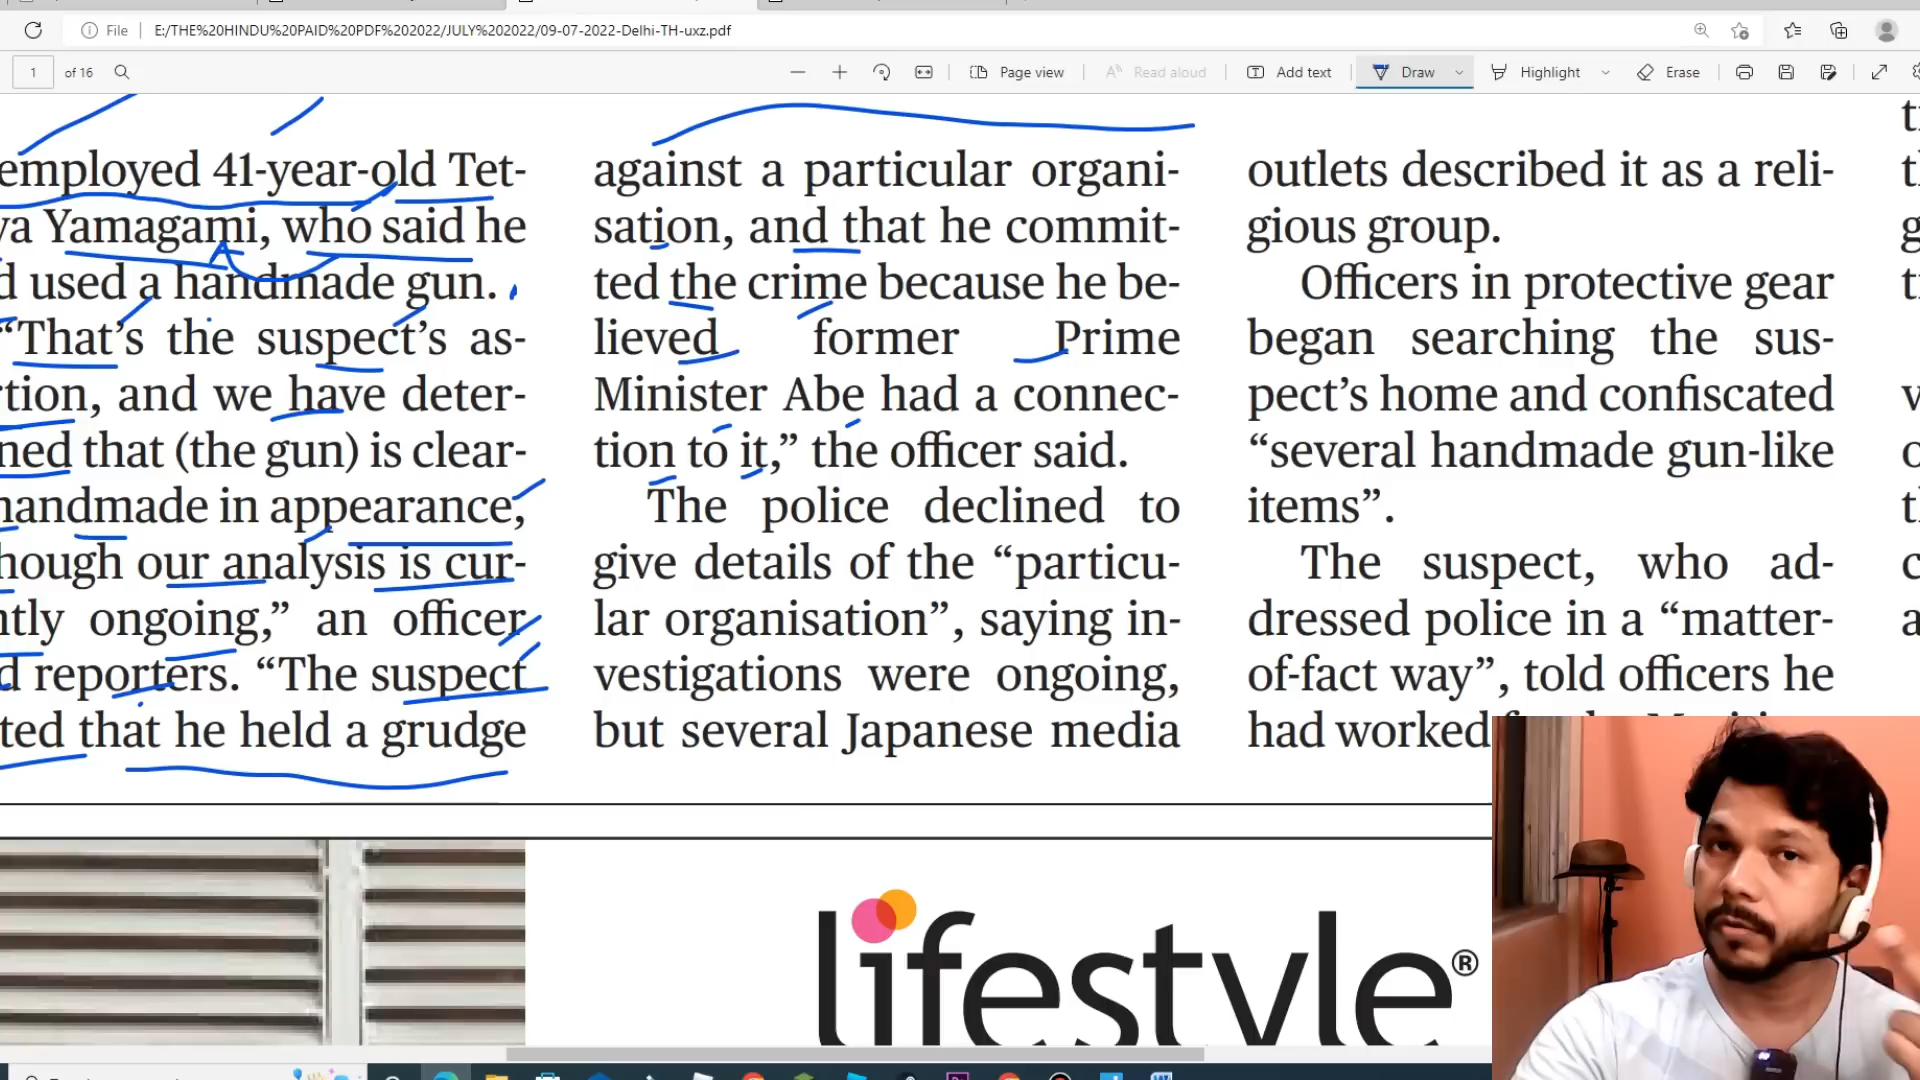 File
E:/THE%20HINDU%20PAID%20PDF%202022/JULY%202022/09-07-2022-Delhi-TH-uxz.pdf
1 of 16
Page view
Read aloud
Add text
Draw
Highlight
Erase
employed 41-year-old Tet-
ya Yamagami, who said he
d used a handmade gun.
"That's the suspect's as-
rtion, and we have deter-
ned that (the gun) is clear-
handmade in appearance,
hough our analysis is cur-
ntly ongoing," an officer
d reporters. "The suspect
ted that he held a grudge
against a particular organi-
sation, and that he commit-
ted the crime because he be-
lieved former Prime
Minister Abe had a connec-
tion to it," the officer said.
The police declined to
give details of the "particu-
lar organisation", saying in-
vestigations were ongoing,
but several Japanese media
outlets described it as a reli-
gious group.
Officers in protective gear
began searching the sus-
pect's home and confiscated
"several handmade gun-like
items".
The suspect, who ad-
dressed police in a "matter-
of-fact way", told officers he
had worked
lifestyle®